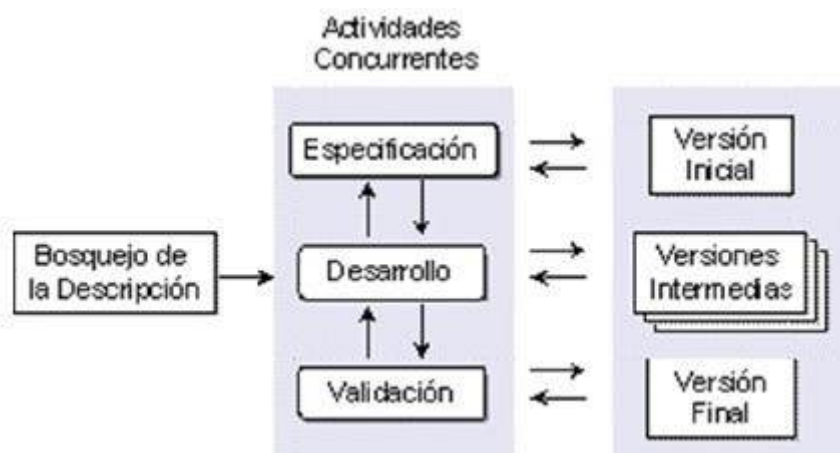 Actividades
Concurrentes
Especificación
Versión
Inicial
Bosquejo de
la Descripción
Desarrollo
Versiones
Intermedias
Validación
Versión
Final